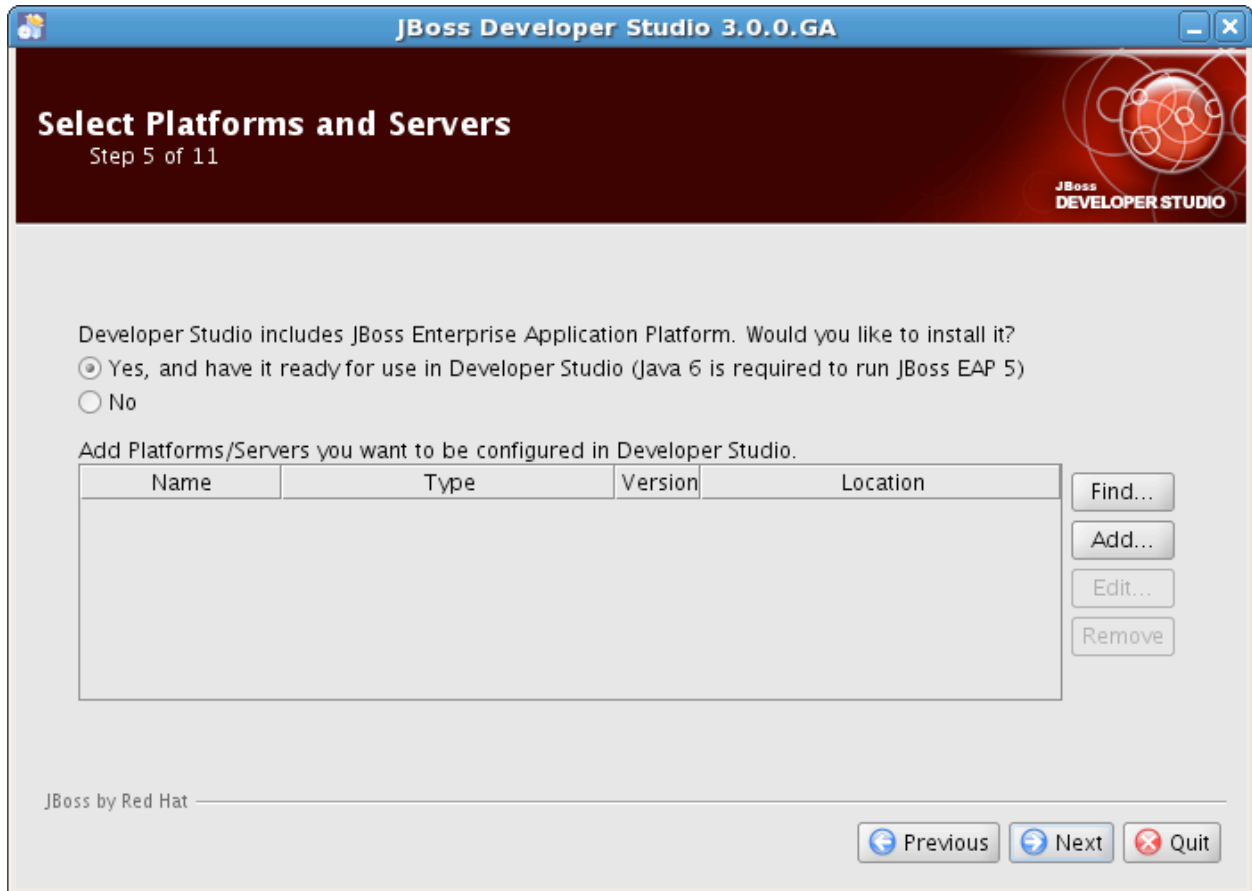 JBoss Developer Studio 3.0.0.GA
Select Platforms and Servers
Step 5 of 11
JBoss
DEVELOPER STUDIO
Developer Studio includes JBoss Enterprise Application Platform. Would you like to install it?
Yes, and have it ready for use in Developer Studio (Java 6 is required to run JBoss EAP 5)
No
Add Platforms/Servers you want to be configured in Developer Studio.
Name Type Version Location
Find...
Add...
Edit...
Remove
JBoss by Red Hat
Previous Next Quit